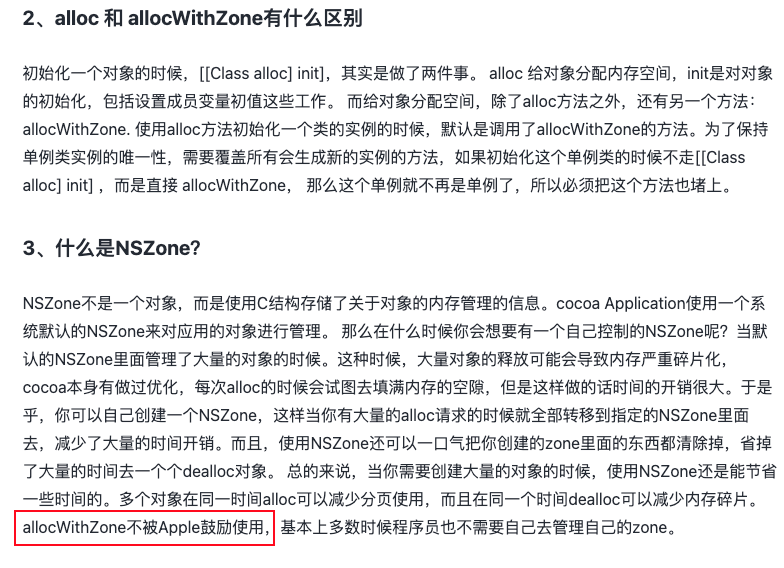 2、alloc 和 allocWithZone有什么区别
初始化一个对象的时候，[[Class alloc] init]，其实是做了两件事。 alloc 给对象分配内存空间，init是对对象
的初始化，包括设置成员变量初值这些工作。 而给对象分配空间，除了alloc方法之外，还有另一个方法：
allocWithZone. 使用alloc方法初始化一个类的实例的时候，默认是调用了allocWithZone的方法。为了保持
单例类实例的唯一性，需要覆盖所有会生成新的实例的方法，如果初始化这个单例类的时候不走[[Class
alloc] init] ，而是直接 allocWithZone， 那么这个单例就不再是单例了，所以必须把这个方法也堵上。
3、什么是NSZone?
NSZone不是一个对象，而是使用C结构存储了关于对象的内存管理的信息。cocoa Application使用一个系
统默认的NSZone来对应用的对象进行管理。 那么在什么时候你会想要有一个自己控制的NSZone呢？当默
认的NSZone里面管理了大量的对象的时候。这种时候，大量对象的释放可能会导致内存严重碎片化，
cocoa本身有做过优化，每次alloc的时候会试图去填满内存的空隙，但是这样做的话时间的开销很大。于是
乎，你可以自己创建一个NSZone，这样当你有大量的alloc请求的时候就全部转移到指定的NSZone里面
去，减少了大量的时间开销。而且，使用NSZone还可以一口气把你创建的zone里面的东西都清除掉，省掉
了大量的时间去一个个dealloc对象。 总的来说，当你需要创建大量的对象的时候，使用NSZone还是能节省
一些时间的。多个对象在同一时间alloc可以减少分页使用，而且在同一个时间dealloc可以减少内存碎片。
allocWithZone不被Apple鼓励使用，基本上多数时候程序员也不需要自己去管理自己的zone。